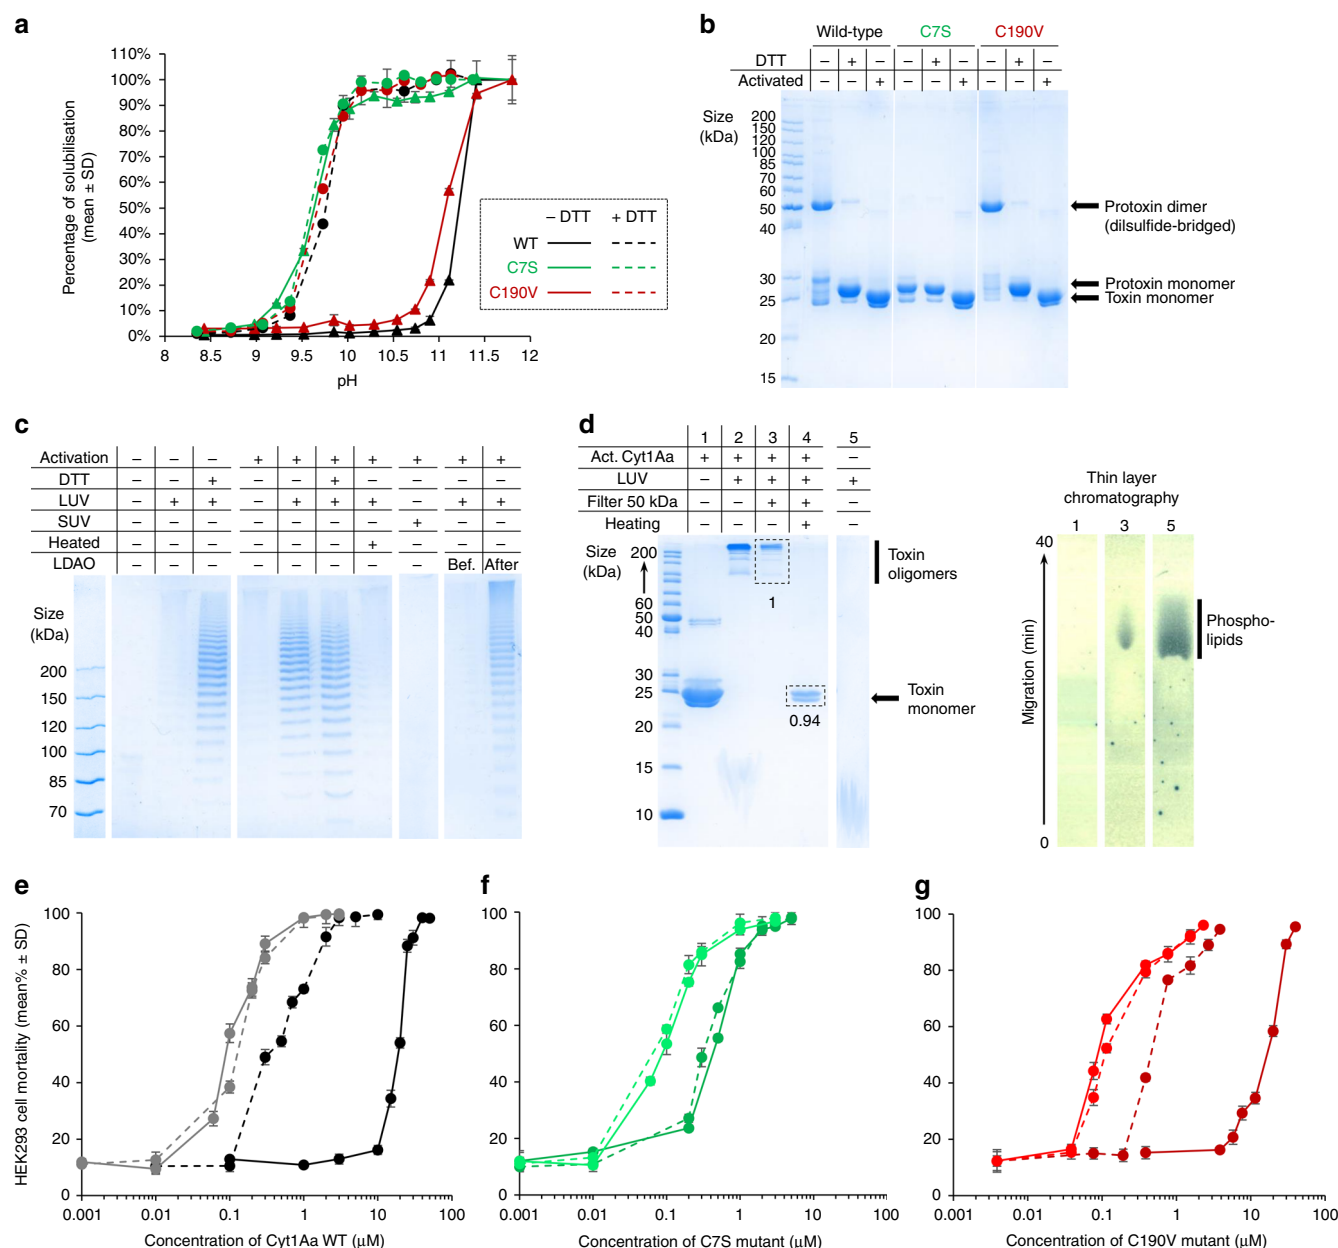 a
110%
100%
90%
80%
70%
60%
50%
40%
30%
20%
10%
0%
Percentage of solubilisation
(mean ± SD)
8 8.5 9 9.5 10 10.5 11 11.5 12
pH
– DTT + DTT
WT
C7S
C190V
b
Wild-type C7S C190V
DTT – + – – + – – + –
Activated – – + – – + – – +
Size
(kDa)
200
150
120
100
85
70
60
50
40
30
25
20
15
Protoxin dimer
(dilsulfide-bridged)
Protoxin monomer
Toxin monomer
c
Activation – – – + + + + + + +
DTT – – + – – + – – – –
LUV – + + – + + + – + +
SUV – – – – – – – + – –
Heated – – – – – – + – – –
LDAO – – – – – – – – Bef. After
Size
(kDa)
200
150
120
100
85
70
d
1 2 3 4 5
Act. Cyt1Aa + + + + –
LUV – + + + +
Filter 50 kDa – – + + –
Heating – – – + –
Size
(kDa)
200
60
50
40
30
25
20
15
10
1
0.94
Toxin
oligomers
Toxin
monomer
Thin layer
chromatography
1 3 5
40
Migration (min)
0
Phospho-
lipids
e
HEK293 cell mortality (mean% ± SD)
100
80
60
40
20
0
0.001 0.01 0.1 1 10 100
Concentration of Cyt1Aa WT (µM)
f
100
80
60
40
20
0
0.001 0.01 0.1 1 10 100
Concentration of C7S mutant (µM)
g
100
80
60
40
20
0
0.001 0.01 0.1 1 10 100
Concentration of C190V mutant (µM)